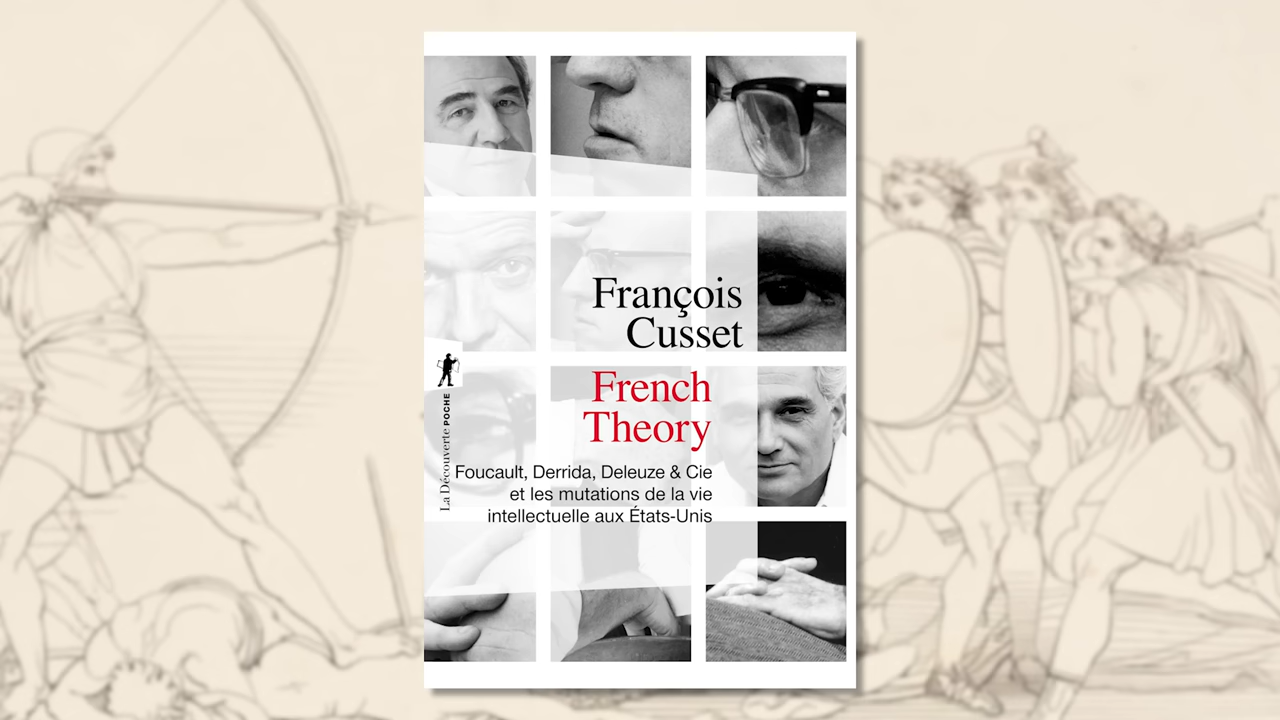 François
Cusset
French
Theory
Foucault, Derrida, Deleuze & Cie
et les mutations de la vie
intellectuelle aux États-Unis
La Découverte POCHE